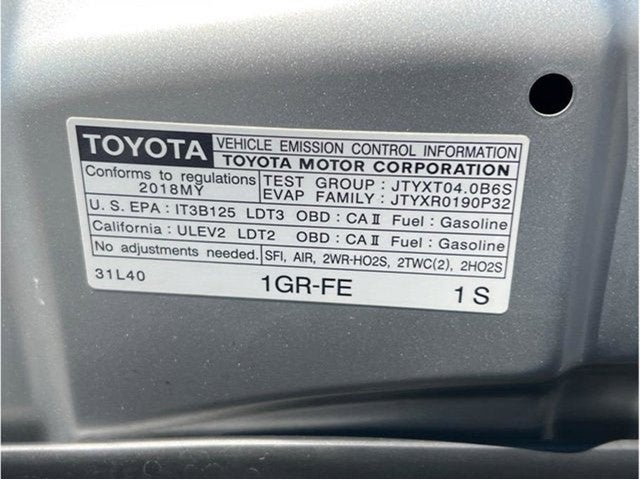 TOYOTA VEHICLE EMISSION CONTROL INFORMATION
TOYOTA MOTOR CORPORATION
Conforms to regulations TEST GROUP : JTYXT04.0B6S
2018MY EVAP FAMILY : JTYXR0190P32
U. S. EPA : IT3B125 LDT3 OBD : CA II Fuel : Gasoline
California : ULEV2 LDT2 OBD : CA II Fuel : Gasoline
No adjustments needed. SFI, AIR, 2WR-HO2S, 2TWC(2), 2HO2S
31L40 1GR-FE 1 S